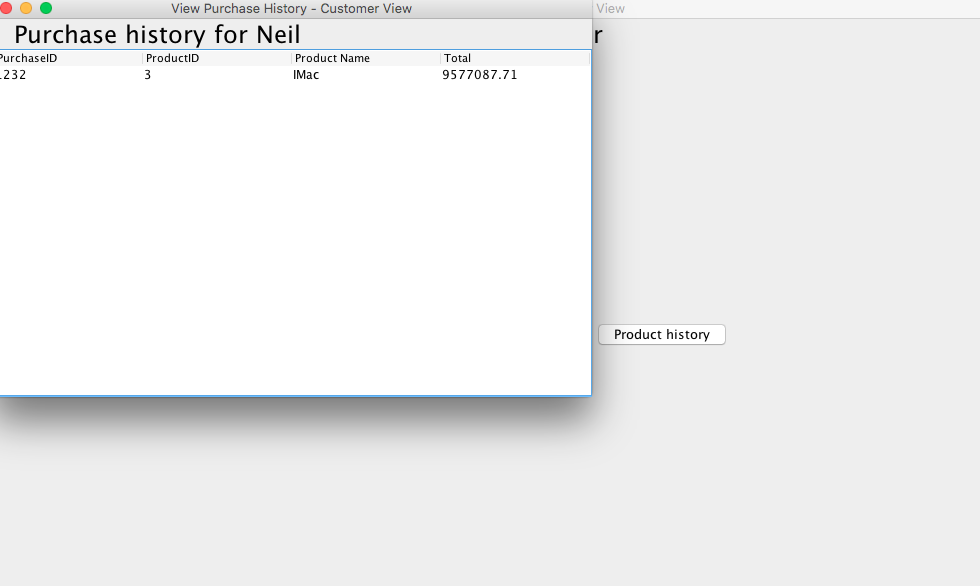 View Purchase History - Customer View
View
Purchase history for Neil
r
PurchaseID ProductID Product Name Total
.232 3 IMac 9577087.71
Product history